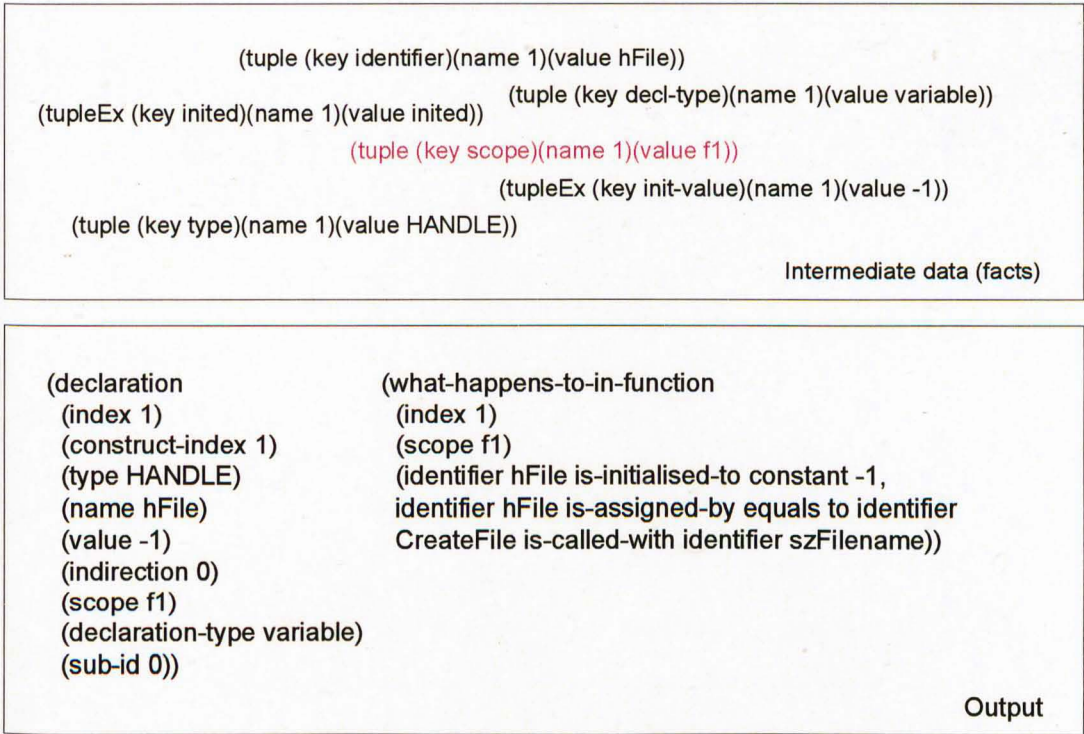 (tuple (key identifier)(name 1)(value hFile))
(tuple (key decl-type)(name 1)(value variable))
(tupleEx (key inited)(name 1)(value inited))
(tuple (key scope)(name 1)(value f1))
(tupleEx (key init-value)(name 1)(value -1))
(tuple (key type)(name 1)(value HANDLE))
Intermediate data (facts)
(declaration
(index 1)
(construct-index 1)
(type HANDLE)
(name hFile)
(value -1)
(indirection 0)
(scope f1)
(declaration-type variable)
(sub-id 0))
(what-happens-to-in-function
(index 1)
(scope f1)
(identifier hFile is-initialised-to constant -1,
identifier hFile is-assigned-by equals to identifier
CreateFile is-called-with identifier szFilename))
Output